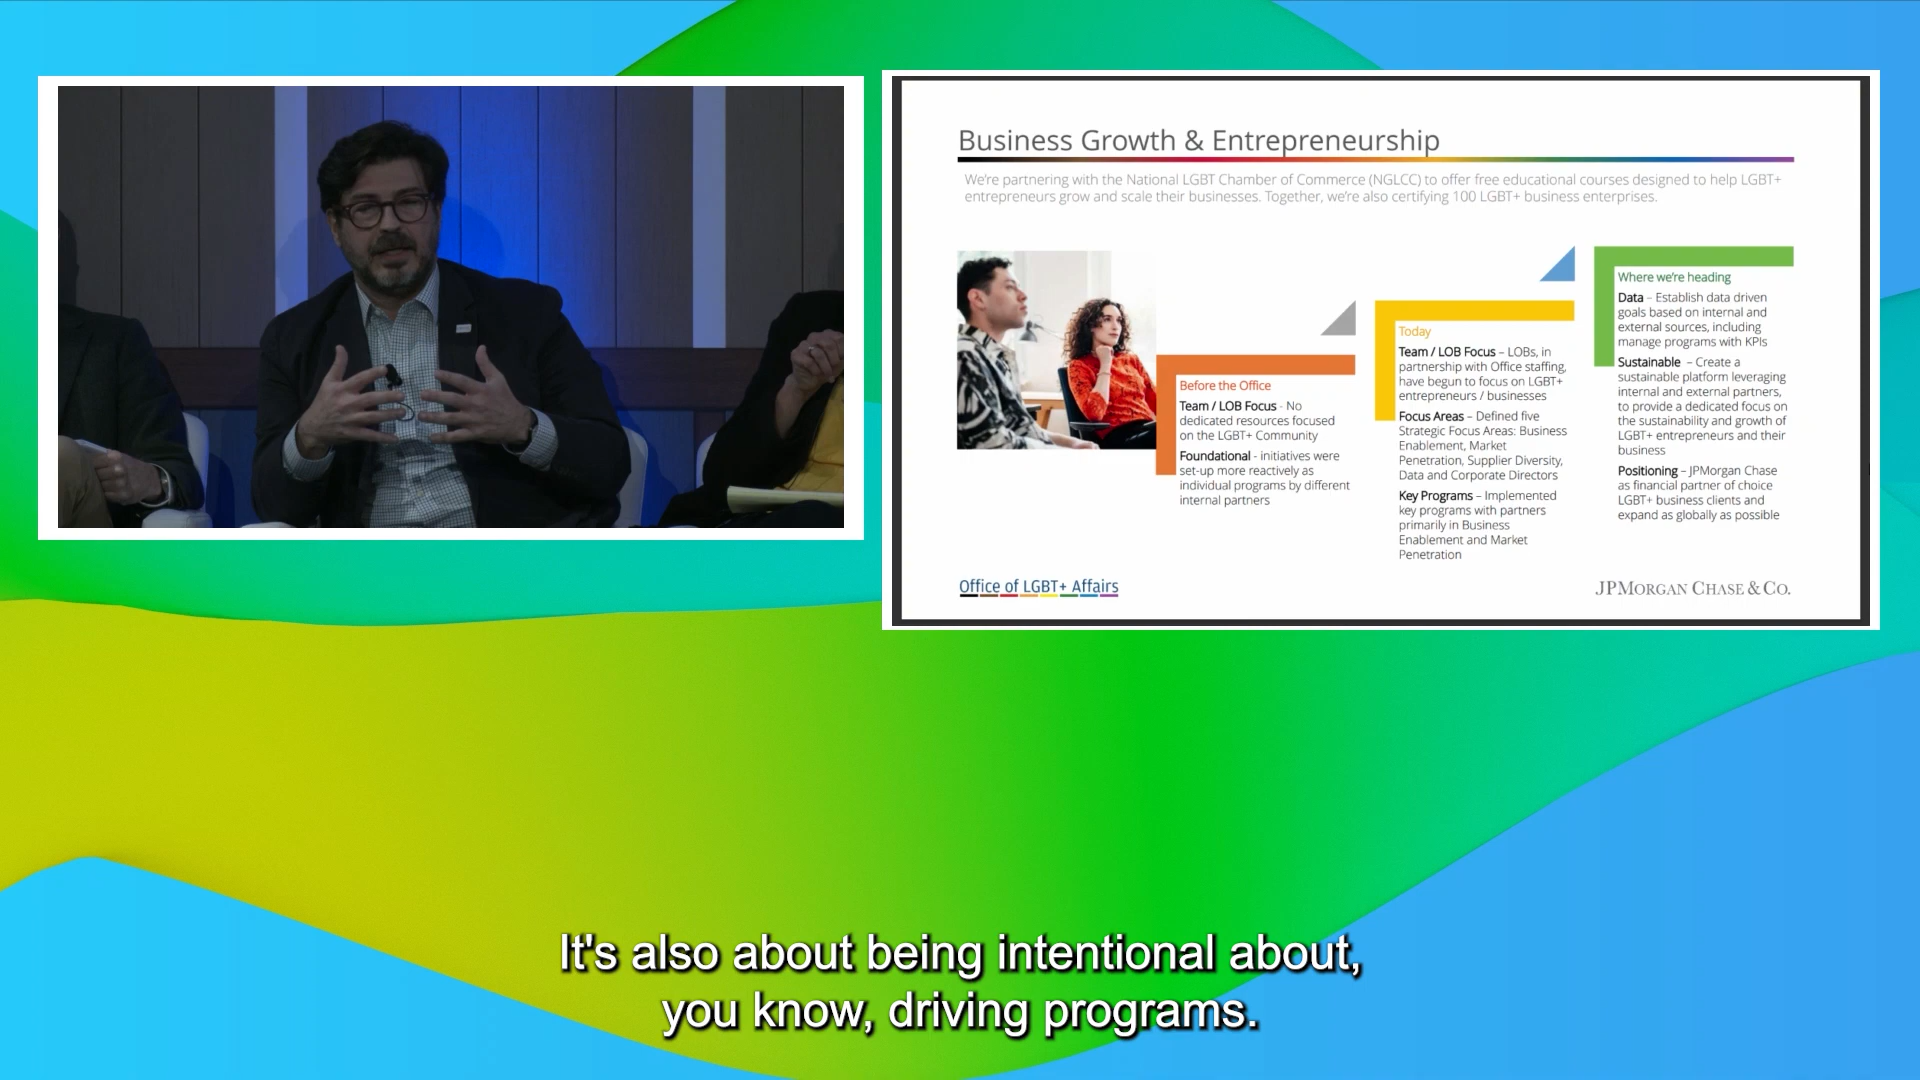 Business Growth & Entrepreneurship
We're partnering with the National LGBT Chamber of Commerce (NGLCC) to offer free educational courses designed to help LGBT+
entrepreneurs grow and scale their businesses. Together, we're also certifying 100 LGBT+ business enterprises.
Before the Office
Team / LOB Focus - No
dedicated resources focused
on the LGBT+ Community
Foundational - initiatives were
set-up more reactively as
individual programs by different
internal partners
Today
Team / LOB Focus – LOBs, in
partnership with Office staffing,
have begun to focus on LGBT+
entrepreneurs / businesses
Focus Areas – Defined five
Strategic Focus Areas: Business
Enablement, Market
Penetration, Supplier Diversity,
Data and Corporate Directors
Key Programs – Implemented
key programs with partners
primarily in Business
Enablement and Market
Penetration
Where we're heading
Data – Establish data driven
goals based on internal and
external sources, including
manage programs with KPIs
Sustainable – Create a
sustainable platform leveraging
internal and external partners,
to provide a dedicated focus on
the sustainability and growth of
LGBT+ entrepreneurs and their
business
Positioning – JPMorgan Chase
as financial partner of choice
LGBT+ business clients and
expand as globally as possible
Office of LGBT+ Affairs
JPMORGAN CHASE & CO.
It's also about being intentional about,
you know, driving programs.